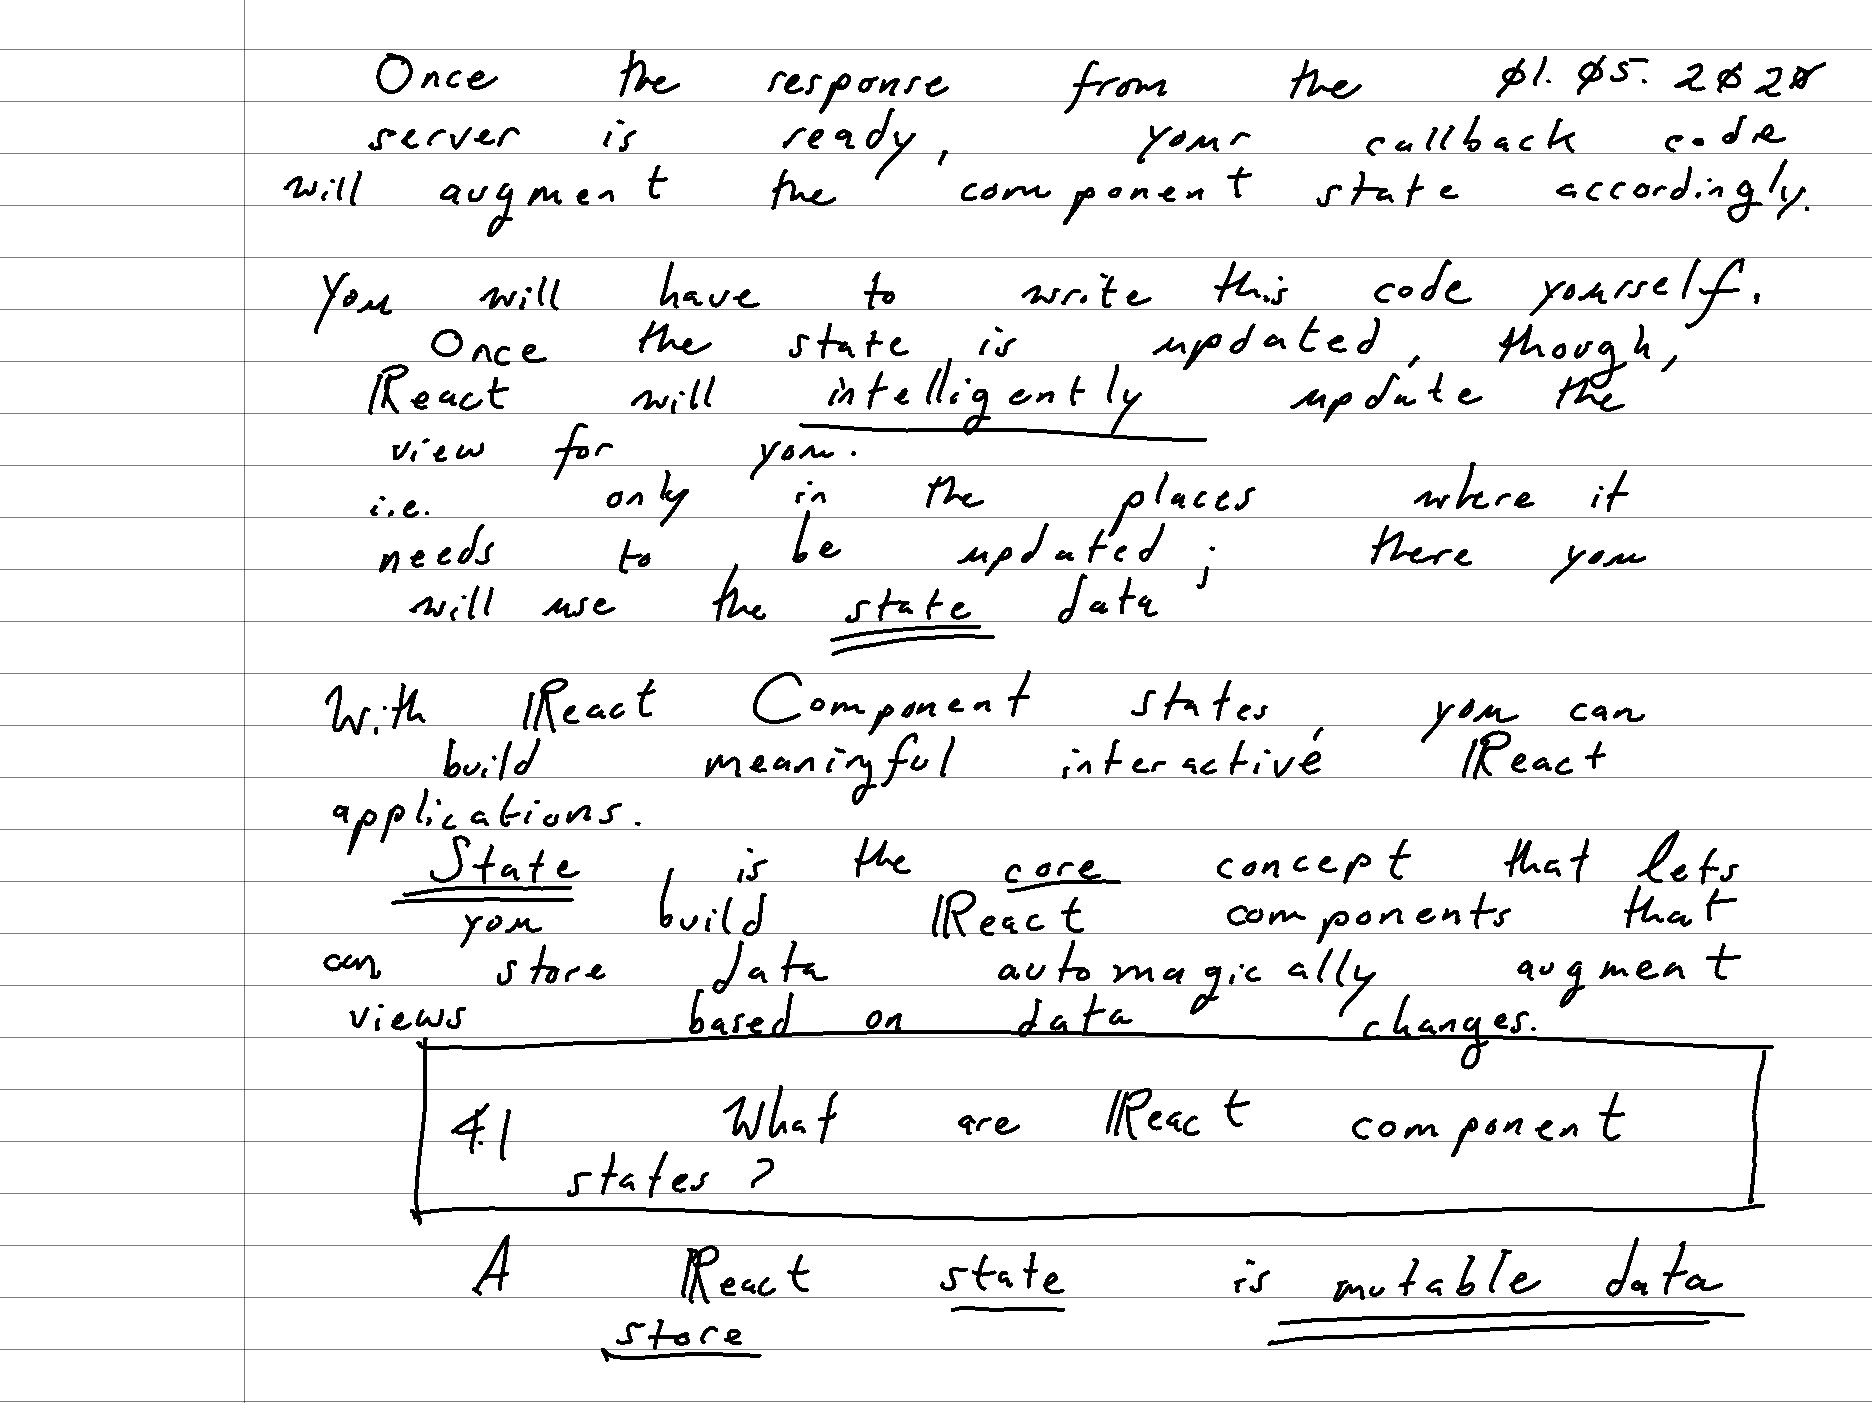 Once the response from the 01.05.2020
server is ready, your callback code
will augment the component state accordingly.
You will have to write this code yourself.
Once the state is updated, though,
React will intelligently update the
view for you.
i.e. only in the places where it
needs to be updated; there you
will use the state data
With React Component states, you can
build meaningful interactive React
applications.
State is the core concept that lets
you build React components that
can store data automagically augment
views based on data changes.
4.1 What are React component
states?
A React state is mutable data
store